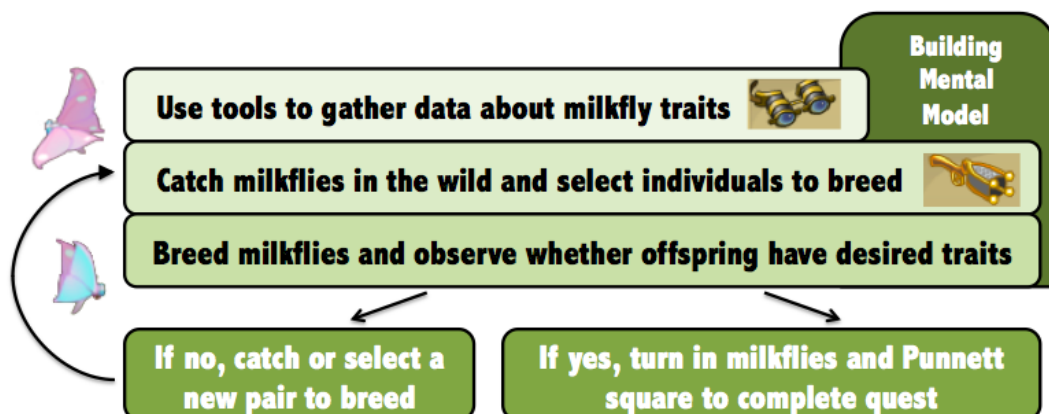 Building
Mental
Model
Use tools to gather data about milkfly traits
Catch milkflies in the wild and select individuals to breed
Breed milkflies and observe whether offspring have desired traits
If no, catch or select a
new pair to breed
If yes, turn in milkflies and Punnett
square to complete quest